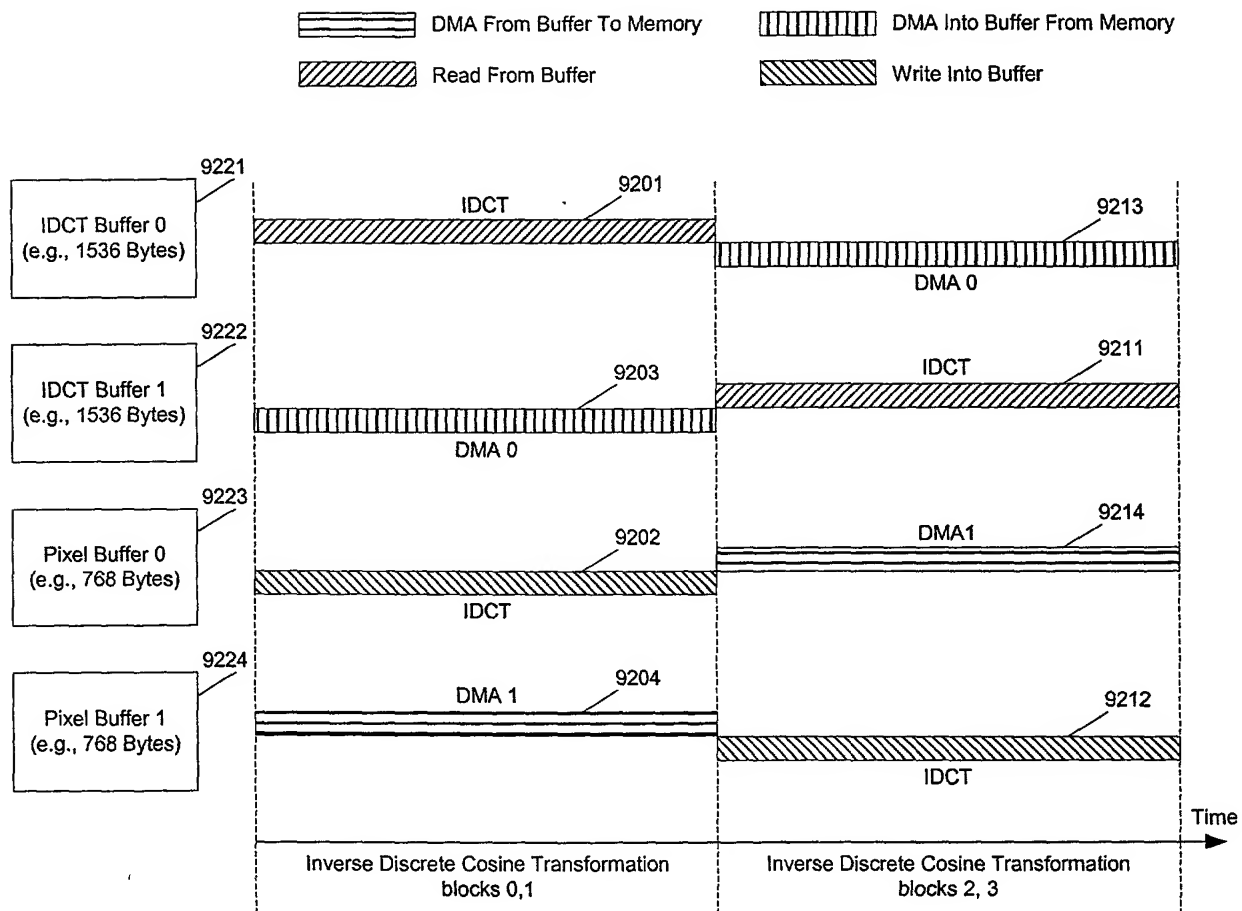 DMA From Buffer To Memory
DMA Into Buffer From Memory
Read From Buffer
Write Into Buffer
9221
IDCT Buffer 0
(e.g., 1536 Bytes)
IDCT
9201
9213
DMA 0
9222
IDCT Buffer 1
(e.g., 1536 Bytes)
9203
DMA 0
IDCT
9211
9223
Pixel Buffer 0
(e.g., 768 Bytes)
9202
IDCT
DMA1
9214
9224
Pixel Buffer 1
(e.g., 768 Bytes)
DMA 1
9204
9212
IDCT
Time
Inverse Discrete Cosine Transformation
blocks 0,1
Inverse Discrete Cosine Transformation
blocks 2, 3